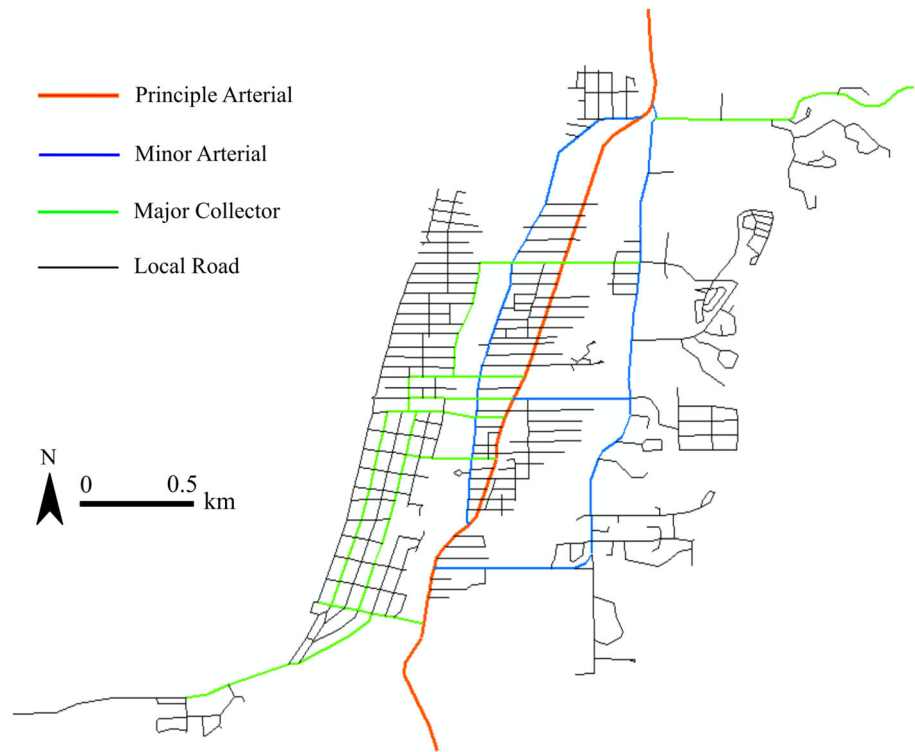 Principle Arterial
Minor Arterial
Major Collector
Local Road
N
0 0.5
km